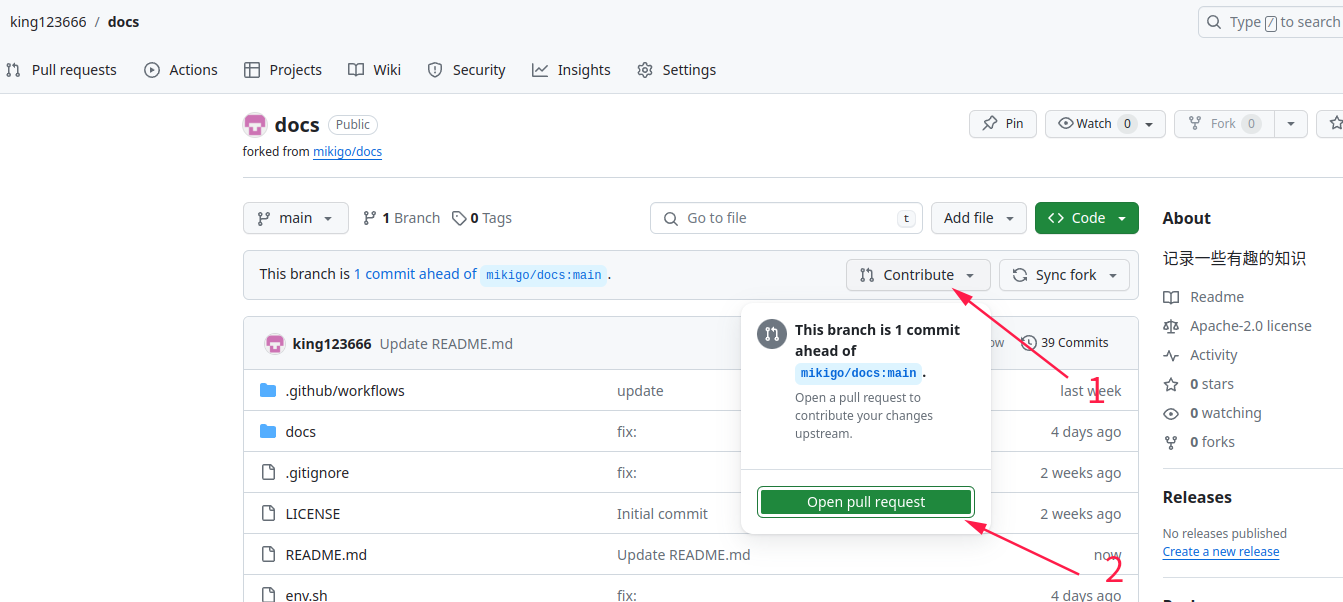 king123666 / docs
Type / to search
Pull requests Actions Projects Wiki Security Insights Settings
docs Public
Pin Watch 0 Fork 0
forked from mikigo/docs
main 1 Branch 0 Tags Go to file t Add file Code
About
This branch is 1 commit ahead of mikigo/docs:main . Contribute Sync fork
记录一些有趣的知识
Readme
Apache-2.0 license
Activity
0 stars
0 watching
0 forks
This branch is 1 commit
ahead of
mikigo/docs:main .
Open a pull request to
contribute your changes
upstream.
Open pull request
king123666 Update README.md 39 Commits
.github/workflows update last week
1
docs fix: 4 days ago
.gitignore fix: 2 weeks ago
LICENSE Initial commit 2 weeks ago
README.md Update README.md now
2
env.sh fix: 4 days ago
Releases
No releases published
Create a new release